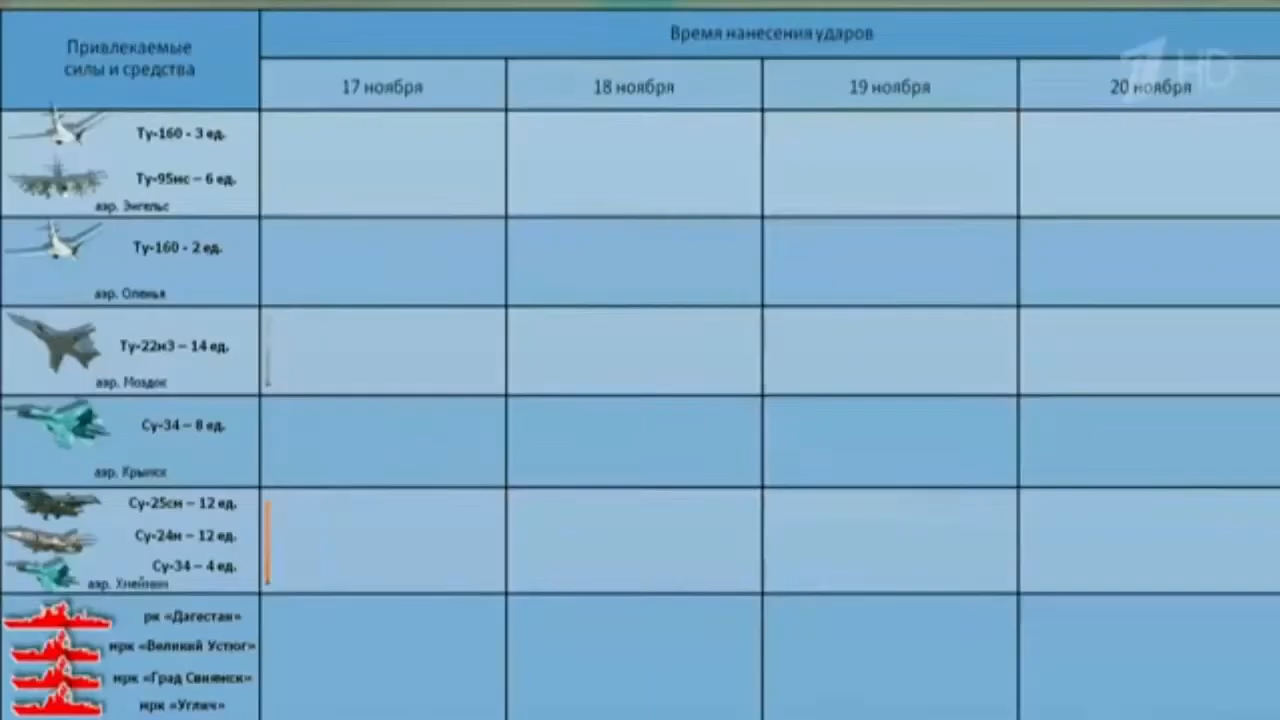 Привлекаемые
силы и средства
Время нанесения ударов
17 ноября
18 ноября
19 ноября
20 ноября
1 HD
Ту-160 - 3 ед.
Ту-95мс – 6 ед.
аэр. Энгельс
Ту-160 - 2 ед.
аэр. Оленья
Ту-22м3 – 14 ед.
аэр. Моздок
Су-34 – 8 ед.
аэр. Крымск
Су-25см – 12 ед.
Су-24м – 12 ед.
Су-34 – 4 ед.
аэр. Хмеймим
рк «Дагестан»
мрк «Великий Устюг»
мрк «Град Свияжск»
мрк «Углич»